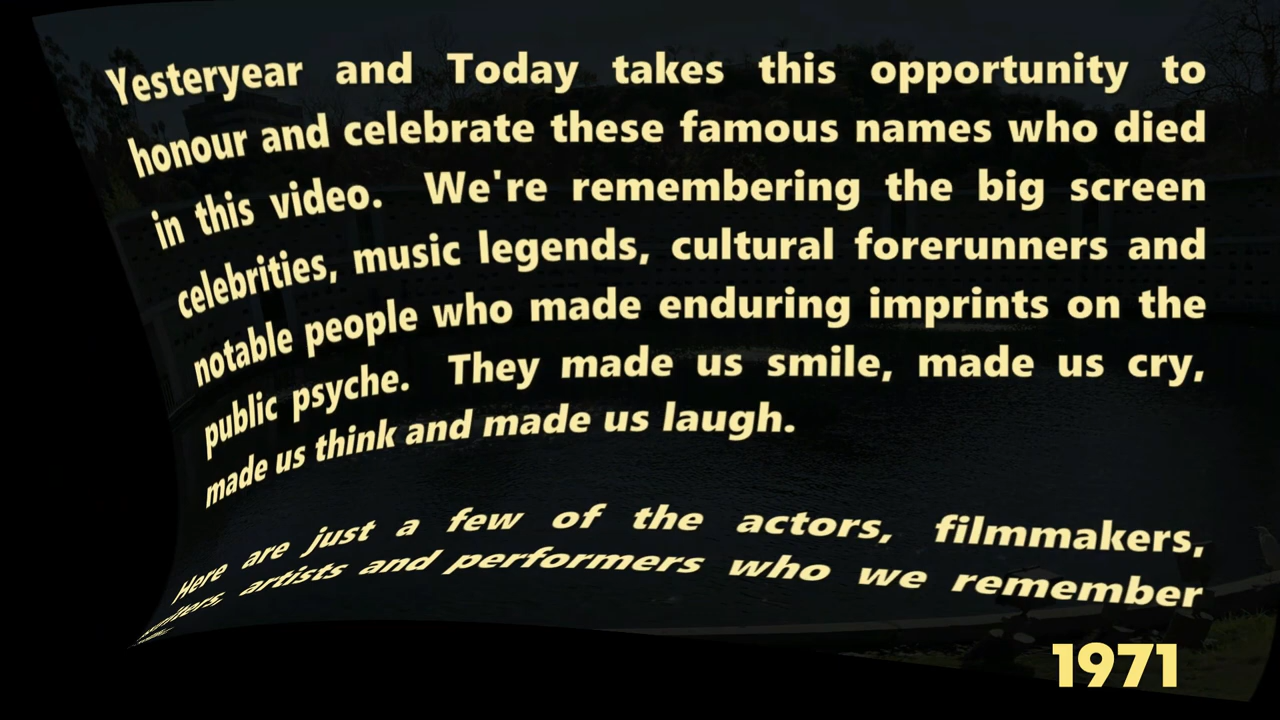 Yesteryear and Today takes this opportunity to
honour and celebrate these famous names who died
in this video. We're remembering the big screen
celebrities, music legends, cultural forerunners and
notable people who made enduring imprints on the
public psyche. They made us smile, made us cry,
made us think and made us laugh.
Here are just a few of the actors, filmmakers,
writers, artists and performers who we remember
1971